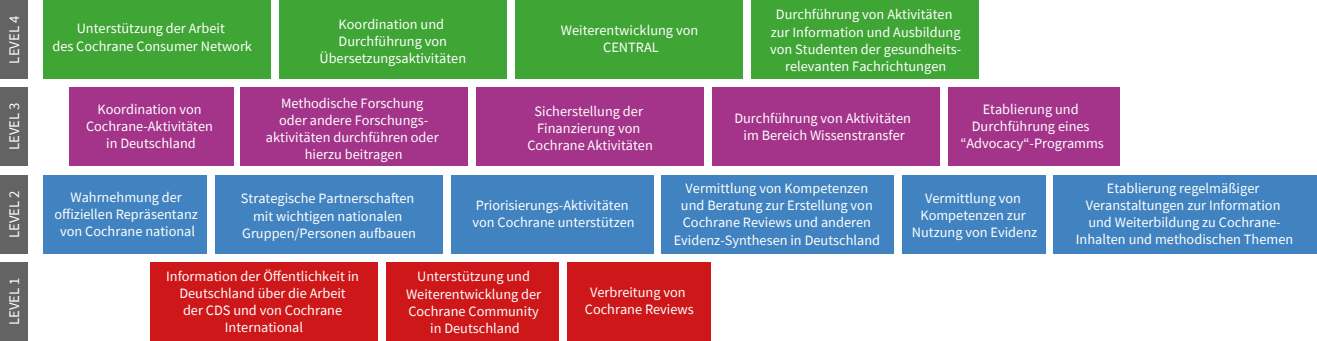 LEVEL 4
Unterstützung der Arbeit
des Cochrane Consumer Network
Koordination und
Durchführung von
Übersetzungsaktivitäten
Weiterentwicklung von
CENTRAL
Durchführung von Aktivitäten
zur Information und Ausbildung
von Studenten der gesundheits-
relevanten Fachrichtungen
LEVEL 3
Koordination von
Cochrane-Aktivitäten
in Deutschland
Methodische Forschung
oder andere Forschungs-
aktivitäten durchführen oder
hierzu beitragen
Sicherstellung der
Finanzierung von
Cochrane Aktivitäten
Durchführung von Aktivitäten
im Bereich Wissenstransfer
Etablierung und
Durchführung eines
“Advocacy“-Programms
LEVEL 2
Wahrnehmung der
offiziellen Repräsentanz
von Cochrane national
Strategische Partnerschaften
mit wichtigen nationalen
Gruppen/Personen aufbauen
Priorisierungs-Aktivitäten
von Cochrane unterstützen
Vermittlung von Kompetenzen
und Beratung zur Erstellung von
Cochrane Reviews und anderen
Evidenz-Synthesen in Deutschland
Vermittlung von
Kompetenzen zur
Nutzung von Evidenz
Etablierung regelmäßiger
Veranstaltungen zur Information
und Weiterbildung zu Cochrane-
Inhalten und methodischen Themen
LEVEL 1
Information der Öffentlichkeit in
Deutschland über die Arbeit
der CDS und von Cochrane
International
Unterstützung und
Weiterentwicklung der
Cochrane Community
in Deutschland
Verbreitung von
Cochrane Reviews